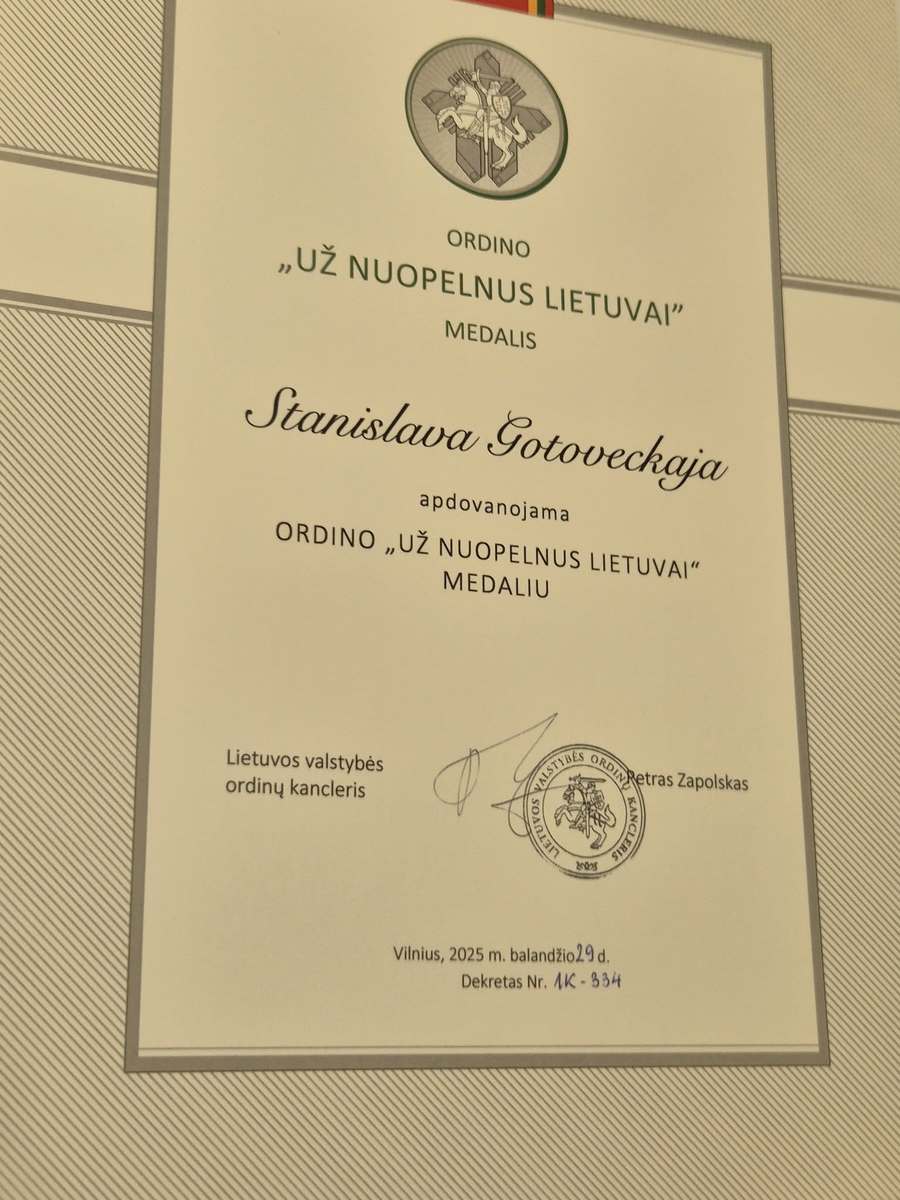 ORDINO
„UŽ NUOPELNUS LIETUVAI”
MEDALIS
Stanislava Gotoveckaja
apdovanojama
ORDINO „UŽ NUOPELNUS LIETUVAI“
MEDALIU
Lietuvos valstybės
ordinų kancleris
LIETUVOS VALSTYBĖS ORDINŲ KANCLERIS
Petras Zapolskas
Vilnius, 2025 m. balandžio 29 d.
Dekretas Nr. 1K - 334